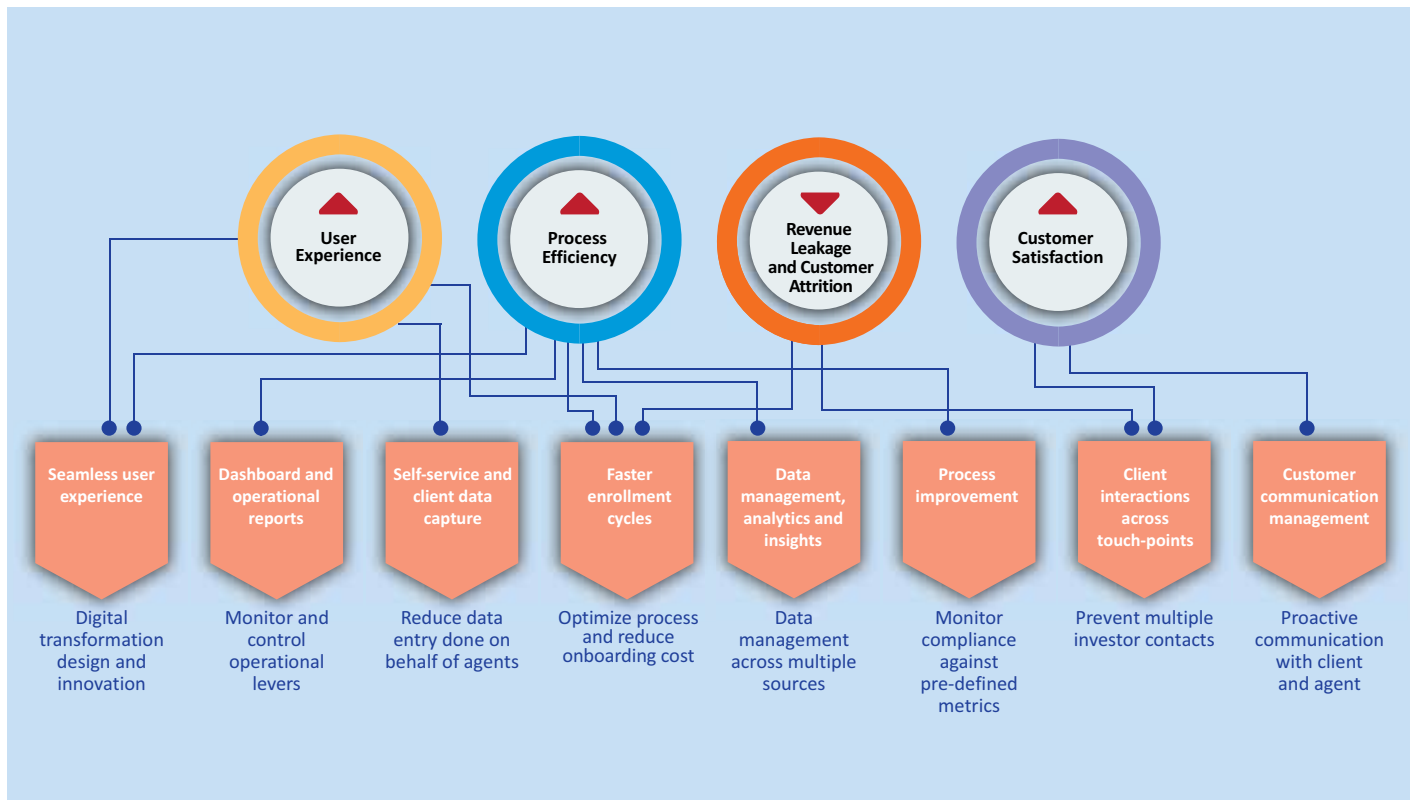 User
Experience
Process
Efficiency
Revenue
Leakage
and Customer
Attrition
Customer
Satisfaction
Seamless user
experience
Dashboard and
operational
reports
Self-service and
client data
capture
Faster
enrollment
cycles
Data
management,
analytics and
insights
Process
improvement
Client
interactions
across
touch-points
Customer
communication
management
Digital
transformation
design and
innovation
Monitor and
control
operational
levers
Reduce data
entry done on
behalf of agents
Optimize process
and reduce
onboarding cost
Data
management
across multiple
sources
Monitor
compliance
against
pre-defined
metrics
Prevent multiple
investor contacts
Proactive
communication
with client
and agent